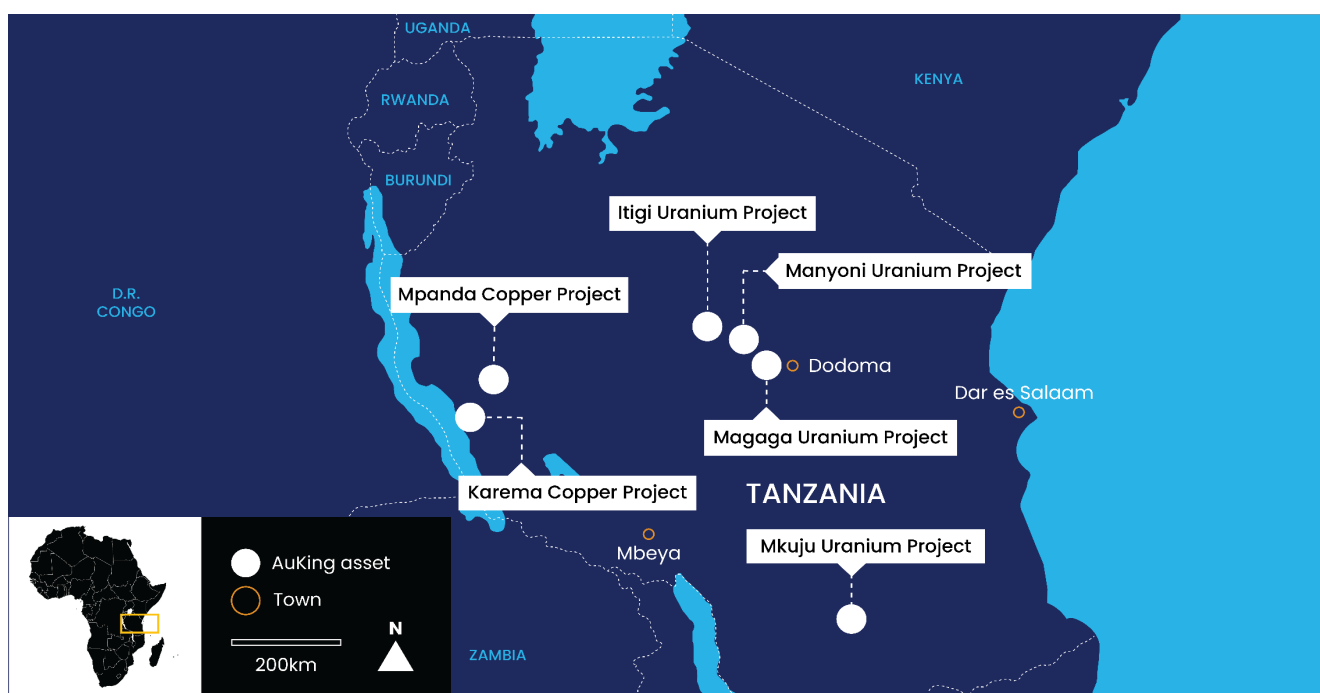 UGANDA
KENYA
RWANDA
BURUNDI
Itigi Uranium Project
Manyoni Uranium Project
D.R.
CONGO
Mpanda Copper Project
Dodoma
Dar es Salaam
Magaga Uranium Project
Karema Copper Project
TANZANIA
Mbeya
Mkuju Uranium Project
AuKing asset
Town
200km
N
ZAMBIA